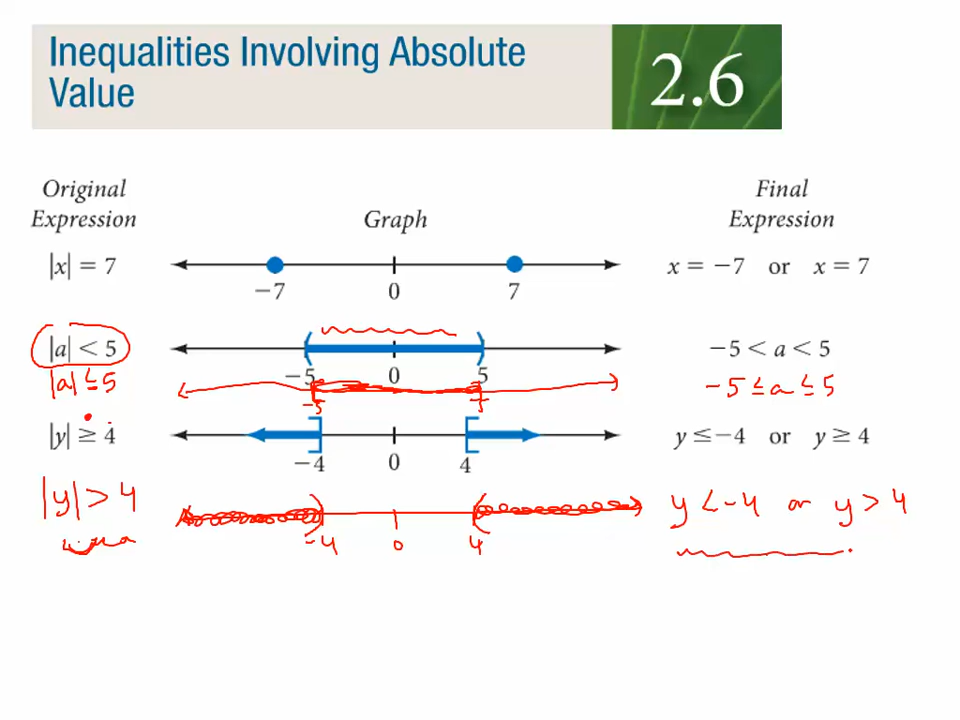 Inequalities Involving Absolute
Value
2.6
Original
Expression
Graph
Final
Expression
|x| = 7
−7 0 7
x = −7 or x = 7
|a| < 5
−5 0 5
−5 < a < 5
|a| ≤ 5
-5 5
-5 ≤ a ≤ 5
|y| ≥ 4
−4 0 4
y ≤ −4 or y ≥ 4
|y| > 4
-4 0 4
y < -4 or y > 4